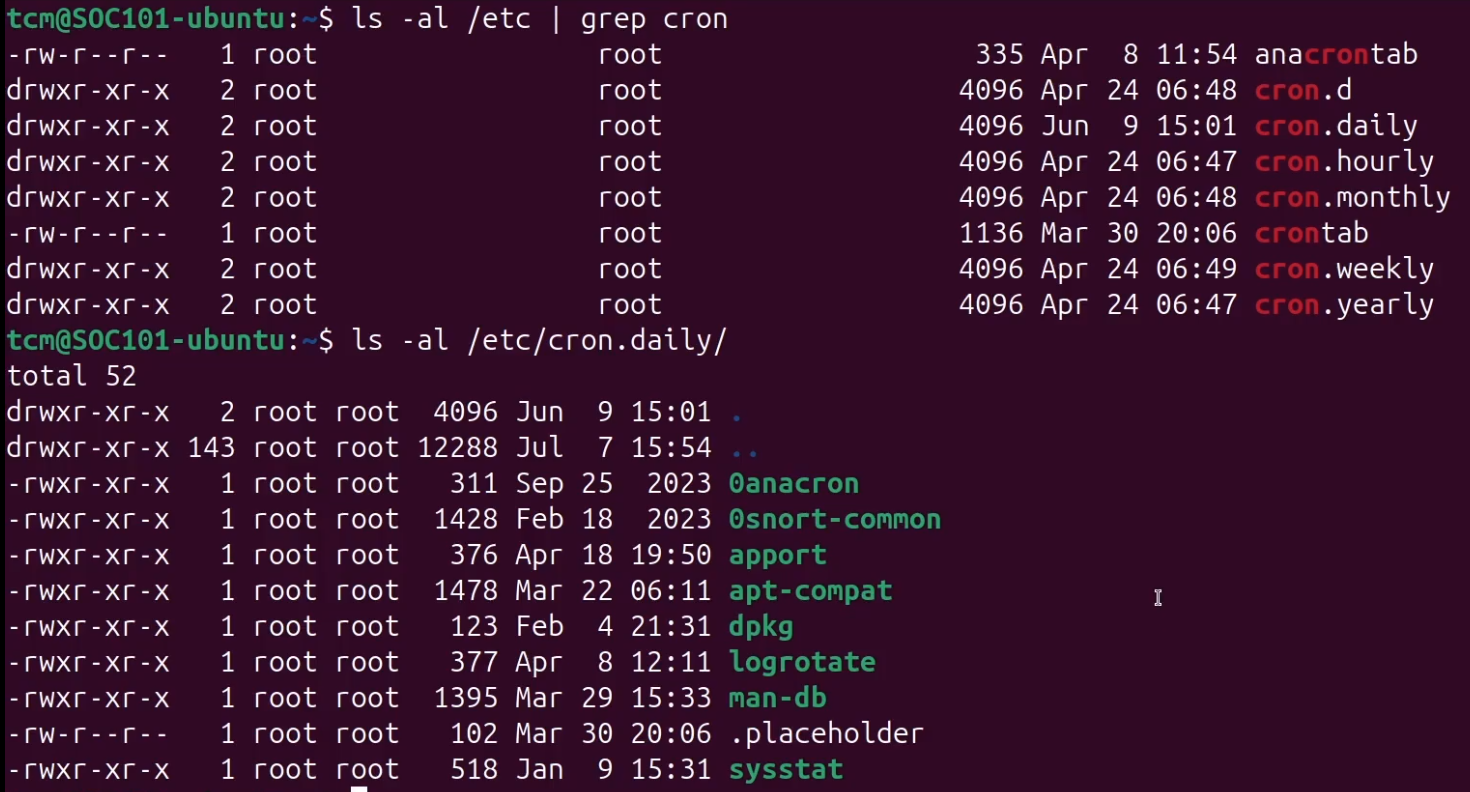 tcm@SOC101-ubuntu:~$ ls -al /etc | grep cron
-rw-r--r--   1 root                 root                   335 Apr  8 11:54 anacrontab
drwxr-xr-x   2 root                 root                  4096 Apr 24 06:48 cron.d
drwxr-xr-x   2 root                 root                  4096 Jun  9 15:01 cron.daily
drwxr-xr-x   2 root                 root                  4096 Apr 24 06:47 cron.hourly
drwxr-xr-x   2 root                 root                  4096 Apr 24 06:48 cron.monthly
-rw-r--r--   1 root                 root                  1136 Mar 30 20:06 crontab
drwxr-xr-x   2 root                 root                  4096 Apr 24 06:49 cron.weekly
drwxr-xr-x   2 root                 root                  4096 Apr 24 06:47 cron.yearly
tcm@SOC101-ubuntu:~$ ls -al /etc/cron.daily/
total 52
drwxr-xr-x   2 root root  4096 Jun  9 15:01 .
drwxr-xr-x 143 root root 12288 Jul  7 15:54 ..
-rwxr-xr-x   1 root root   311 Sep 25  2023 0anacron
-rwxr-xr-x   1 root root  1428 Feb 18  2023 0snort-common
-rwxr-xr-x   1 root root   376 Apr 18 19:50 apport
-rwxr-xr-x   1 root root  1478 Mar 22 06:11 apt-compat
-rwxr-xr-x   1 root root   123 Feb  4 21:31 dpkg
-rwxr-xr-x   1 root root   377 Apr  8 12:11 logrotate
-rwxr-xr-x   1 root root  1395 Mar 29 15:33 man-db
-rw-r--r--   1 root root   102 Mar 30 20:06 .placeholder
-rwxr-xr-x   1 root root   518 Jan  9 15:31 sysstat